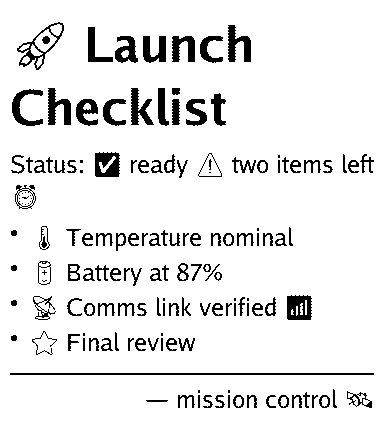 🚀 Launch
Checklist
Status: ✅ ready ⚠️ two items left
⏰
• 🌡️ Temperature nominal
• 🔋 Battery at 87%
• 📡 Comms link verified 📶
• ⭐ Final review
— mission control 🛰️